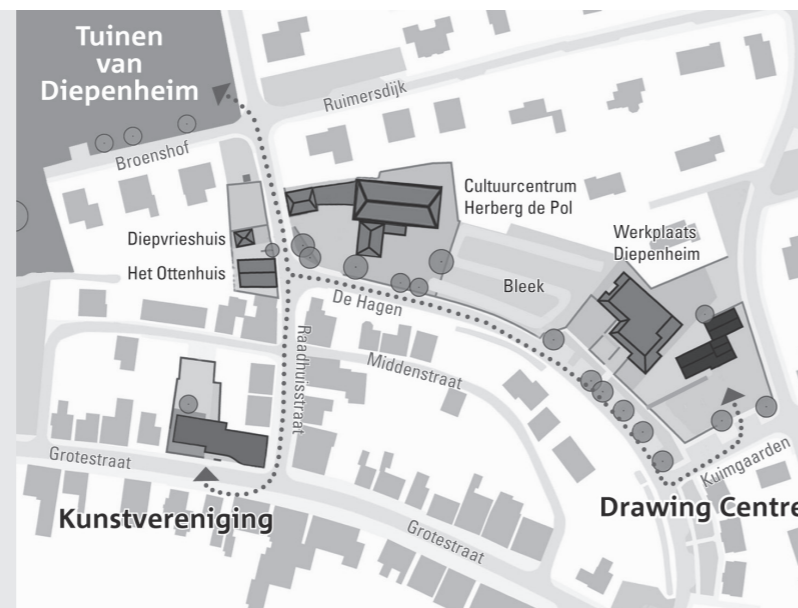 Tuinen
van
Diepenheim
Ruimersdijk
Broenshof
Cultuurcentrum
Herberg de Pol
Diepvrieshuis
Werkplaats
Diepenheim
Het Ottenhuis
Bleek
De Hagen
Raadhuisstraat
Middenstraat
Grotestraat
Kuimgaarden
Kunstvereniging
Drawing Centre
Grotestraat